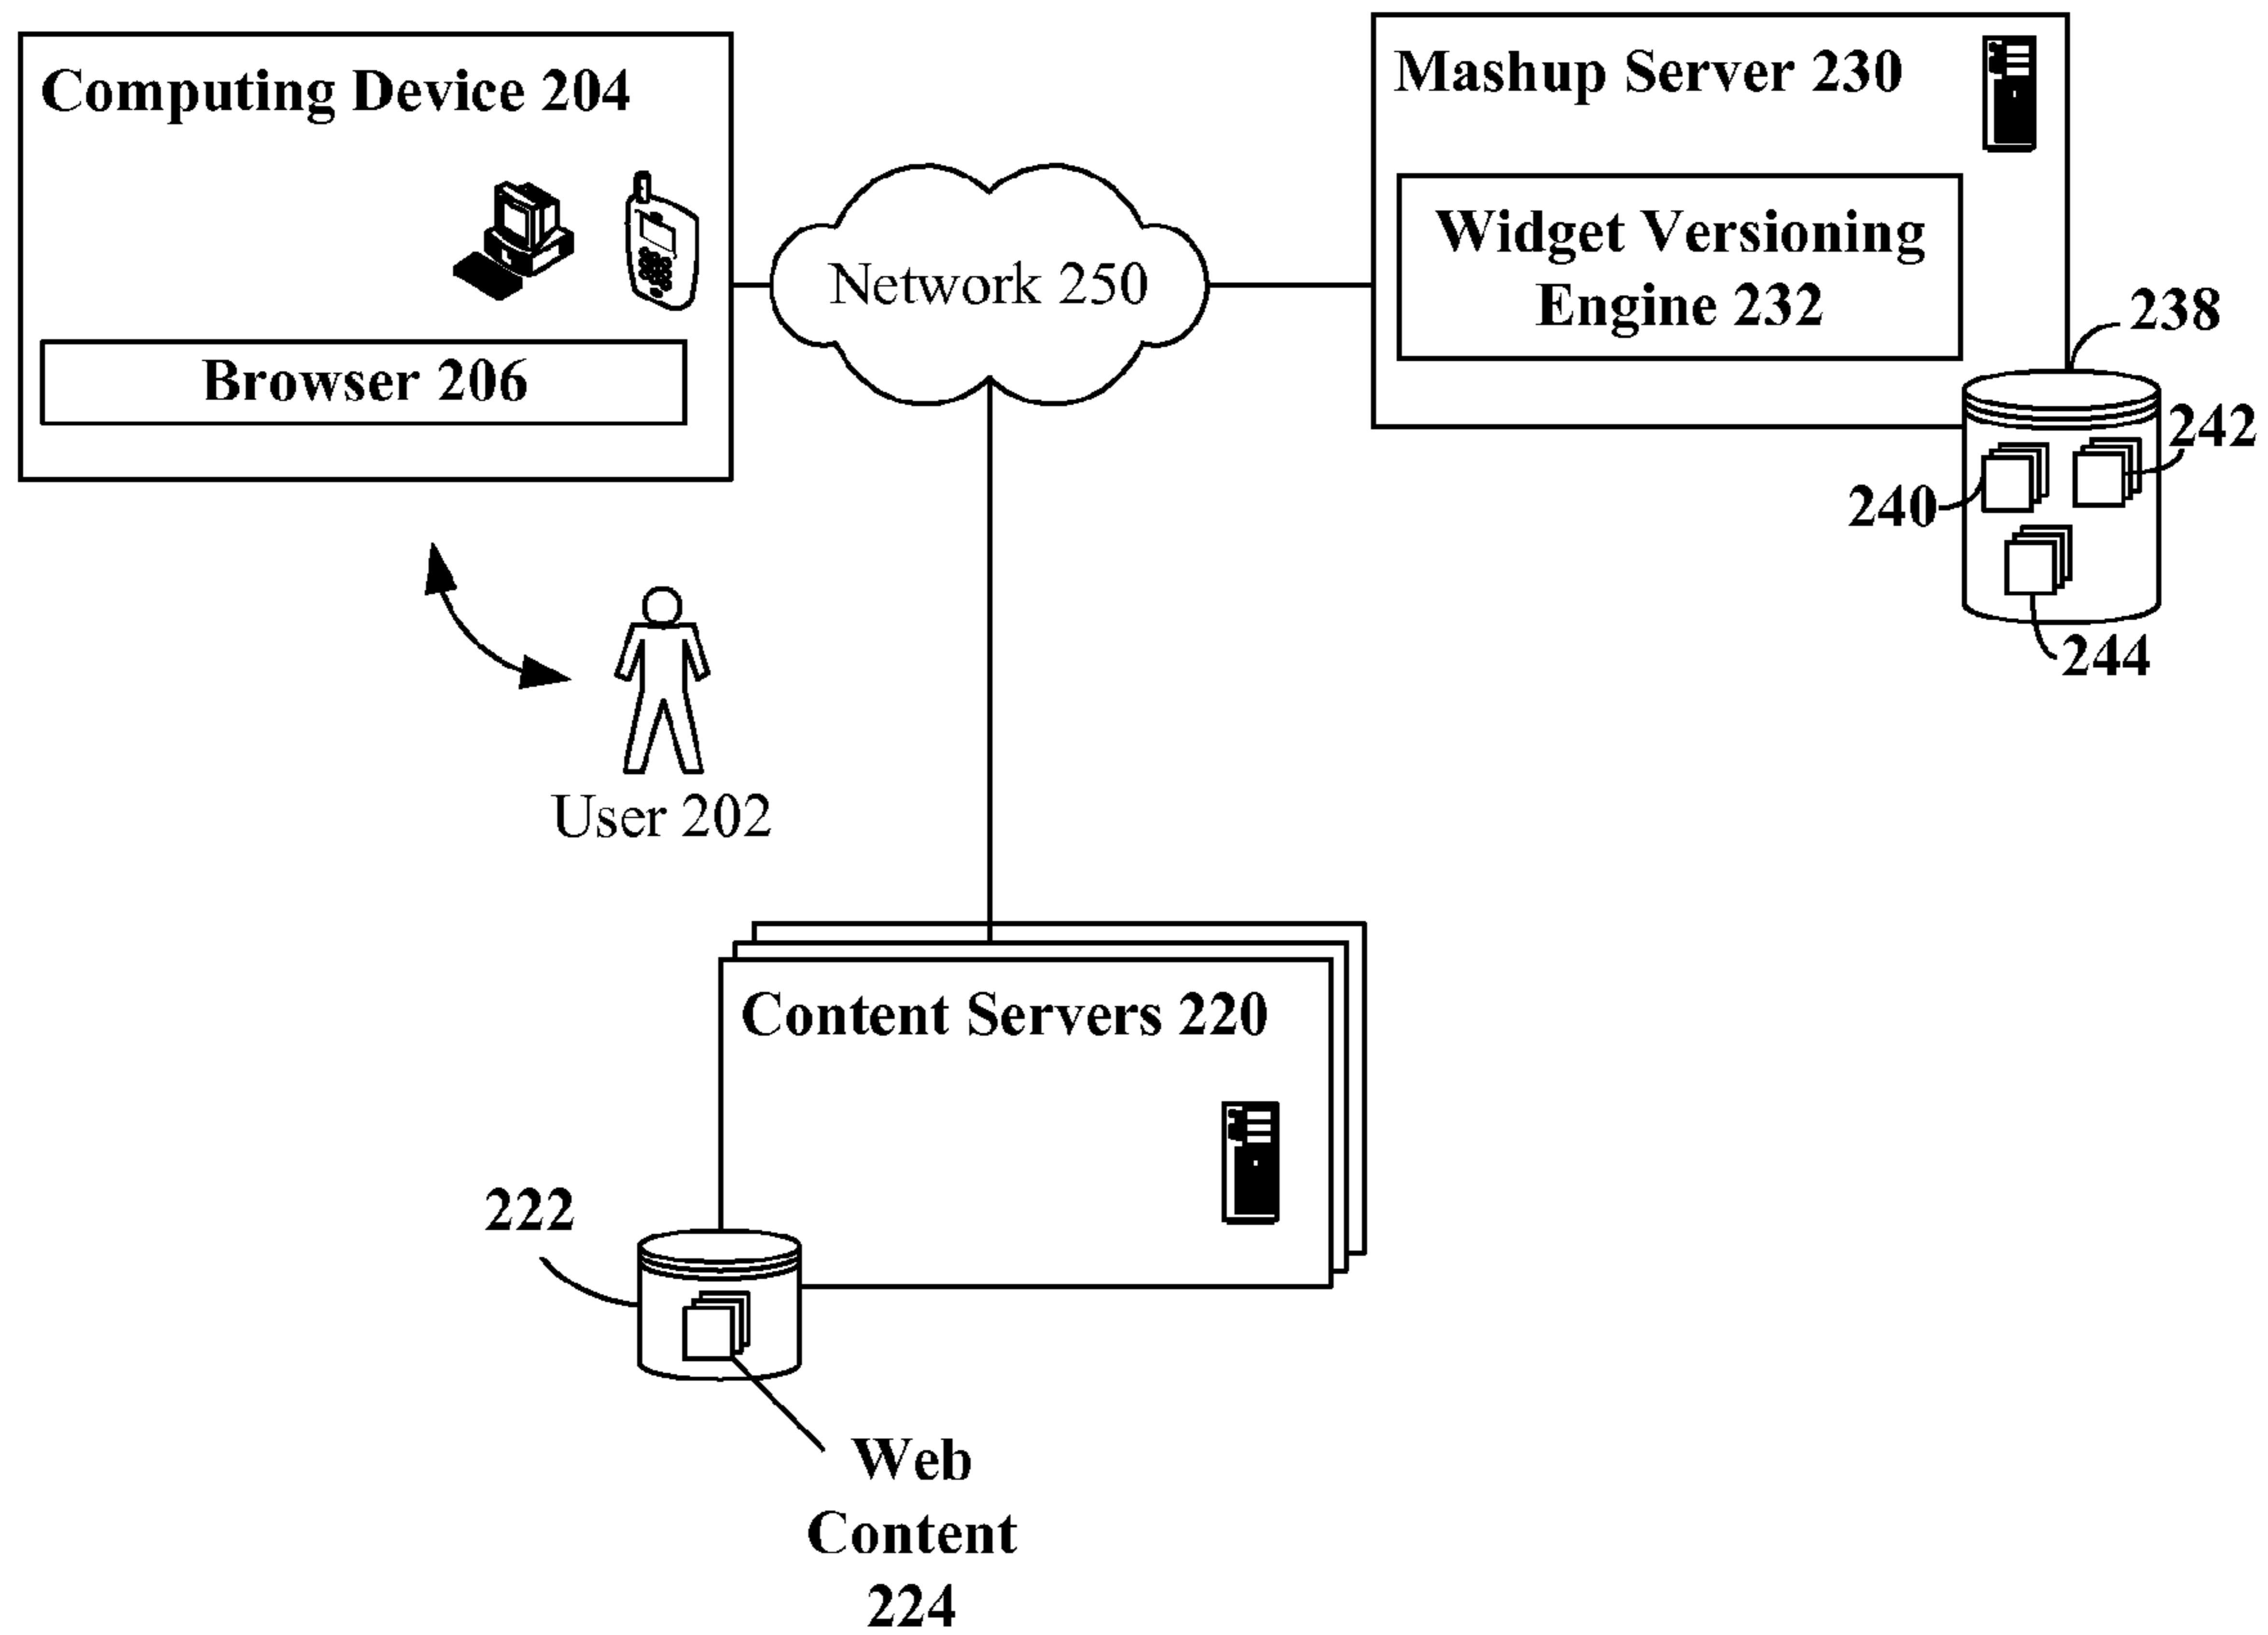 Computing Device 204
Browser 206
Network 250
Mashup Server 230
Widget Versioning
Engine 232
238
242
240
244
User 202
Content Servers 220
222
Web
Content
224